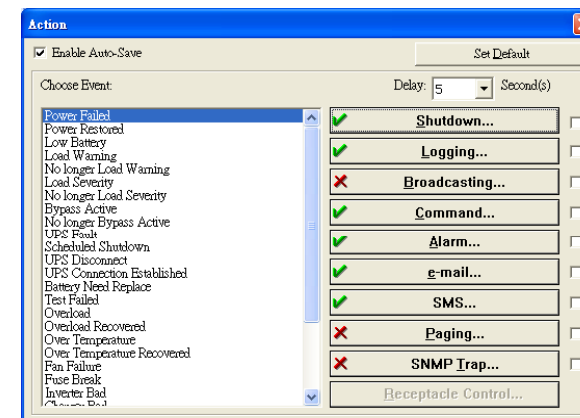 Action
Enable Auto-Save
Set Default
Choose Event:
Delay: 5 Second(s)
Power Failed
Power Restored
Low Battery
Load Warning
No longer Load Warning
Load Severity
No longer Load Severity
Bypass Active
No longer Bypass Active
UPS Fault
Scheduled Shutdown
UPS Disconnect
UPS Connection Established
Battery Need Replace
Test Failed
Overload
Overload Recovered
Over Temperature
Over Temperature Recovered
Fan Failure
Fuse Break
Inverter Bad
Charger Bad
Shutdown...
Logging...
Broadcasting...
Command...
Alarm...
e-mail...
SMS...
Paging...
SNMP Trap...
Receptacle Control...